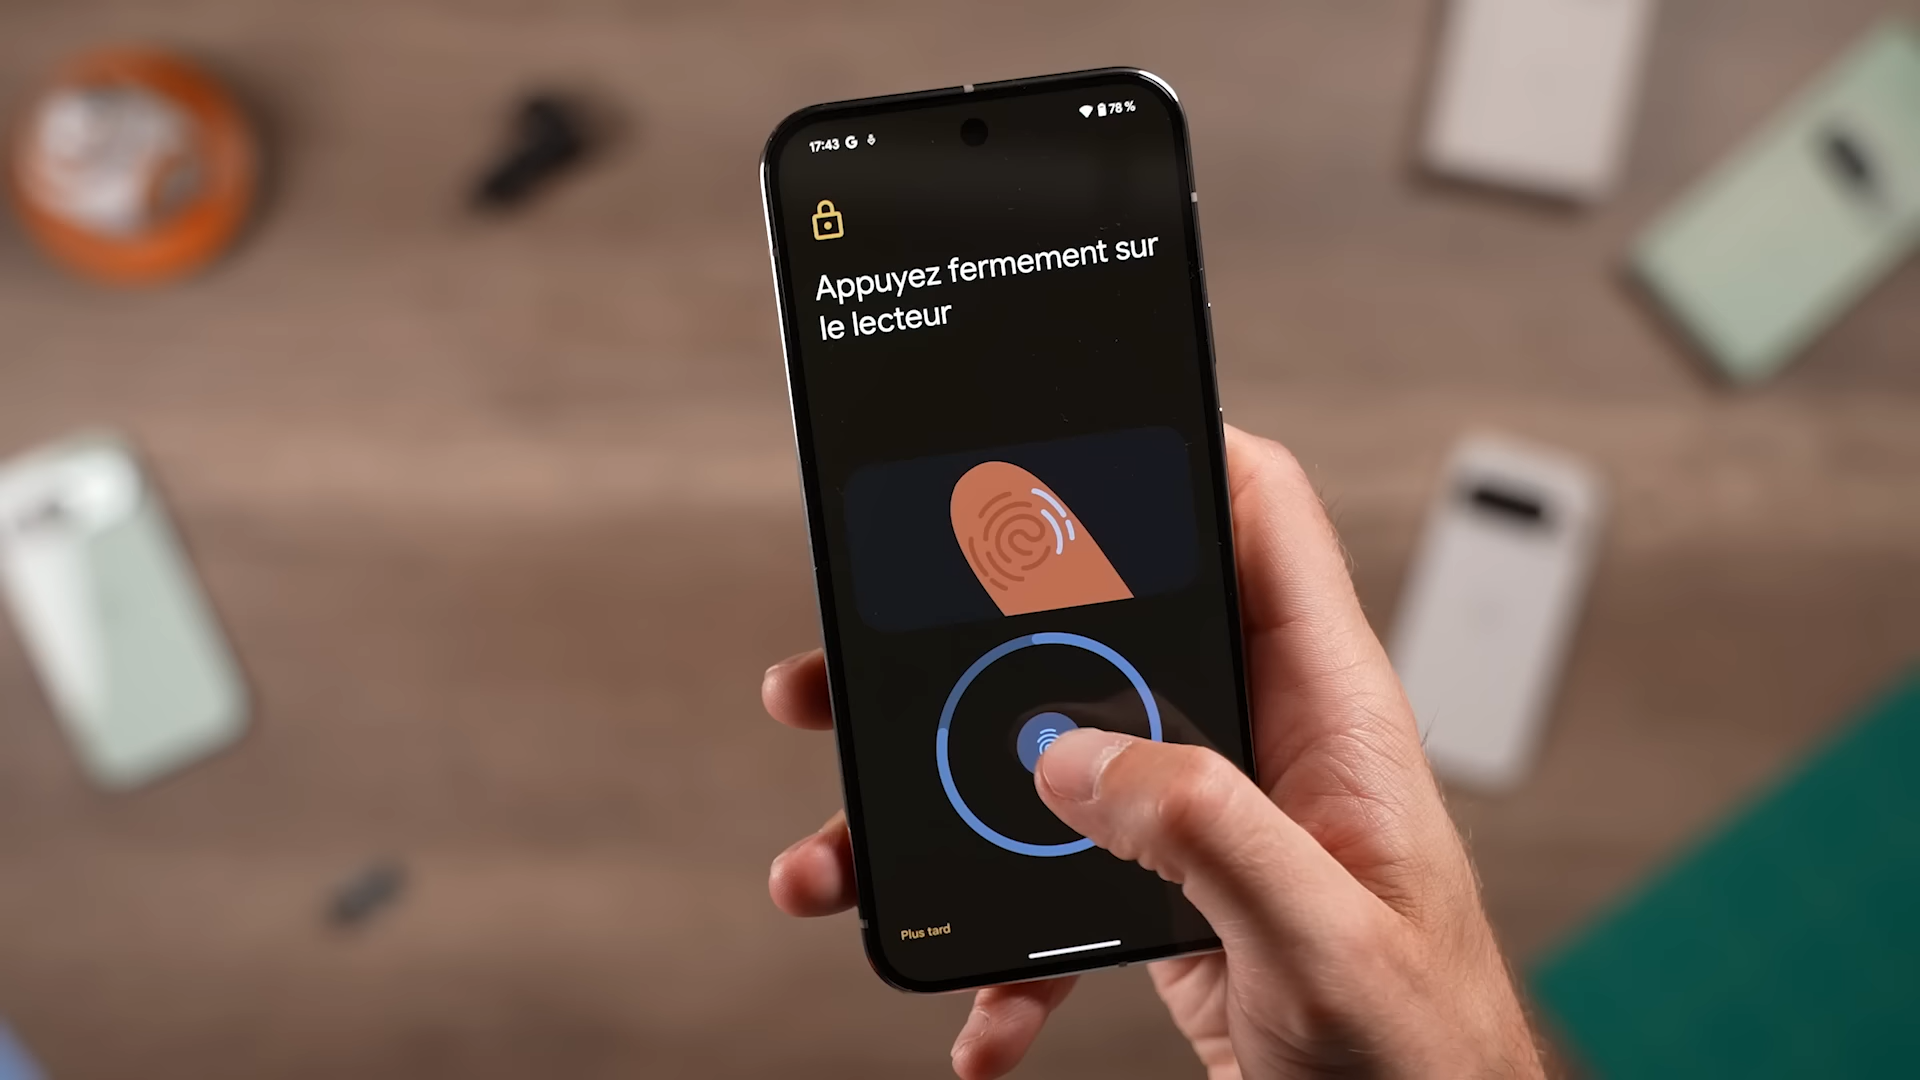 17:43 G
78 %
Appuyez fermement sur
le lecteur
Plus tard